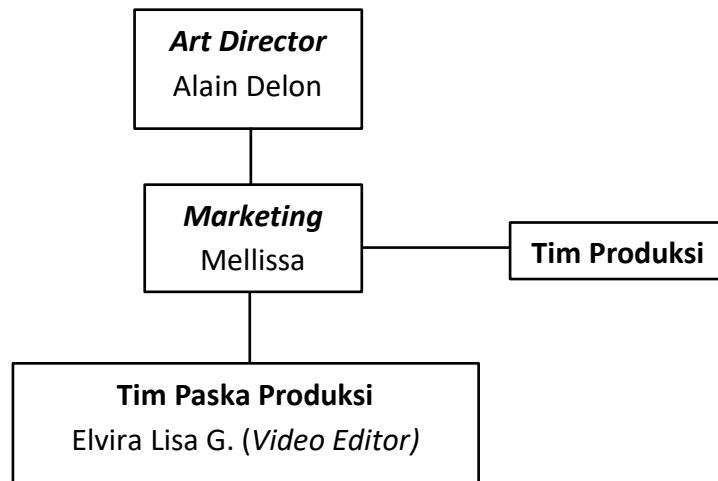 Art Director
Alain Delon
Marketing
Mellissa
Tim Produksi
Tim Paska Produksi
Elvira Lisa G. (Video Editor)